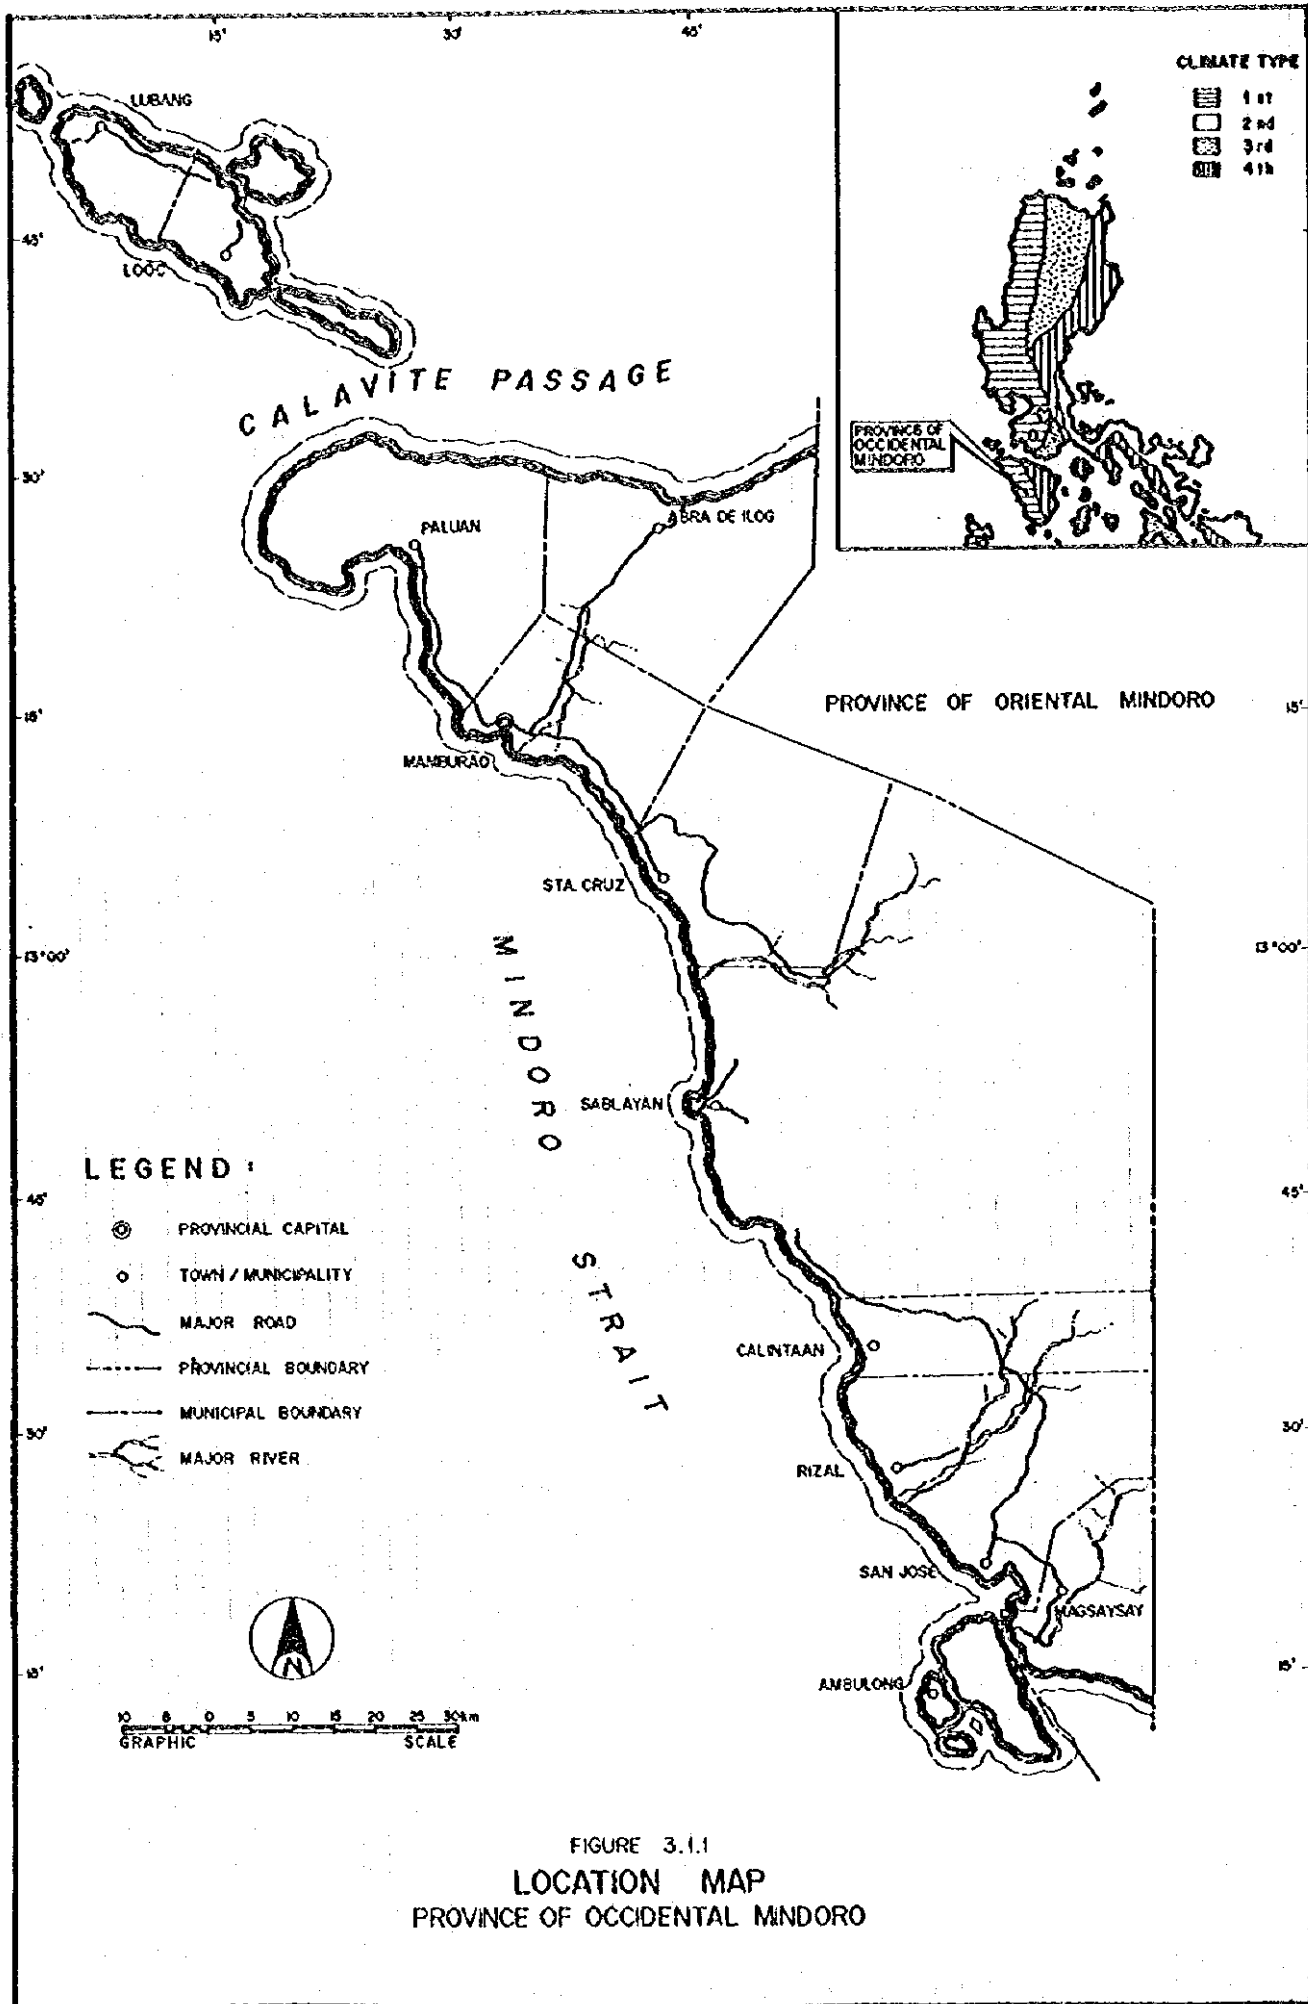 15' 30' 45'
CLIMATE TYPE
1 st
2 nd
3rd
4th
LUBANG
45'
LOOC
CALAVITE PASSAGE
PROVINCE OF
OCCIDENTAL
MINDORO
30'
PALUAN
ABRA DE ILOG
PROVINCE OF ORIENTAL MINDORO
15' 15'
MAMBURAO
STA. CRUZ
13°00' 13°00'
MINDORO STRAIT
SABLAYAN
LEGEND :
45' 45'
PROVINCIAL CAPITAL
TOWN / MUNICIPALITY
MAJOR ROAD
PROVINCIAL BOUNDARY
MUNICIPAL BOUNDARY
MAJOR RIVER
CALINTAAN
30' 30'
RIZAL
SAN JOSE
MAGSAYSAY
N
15' 15'
AMBULONG
10 5 0 5 10 15 20 25 30km
GRAPHIC SCALE
FIGURE 3.1.1
LOCATION MAP
PROVINCE OF OCCIDENTAL MINDORO